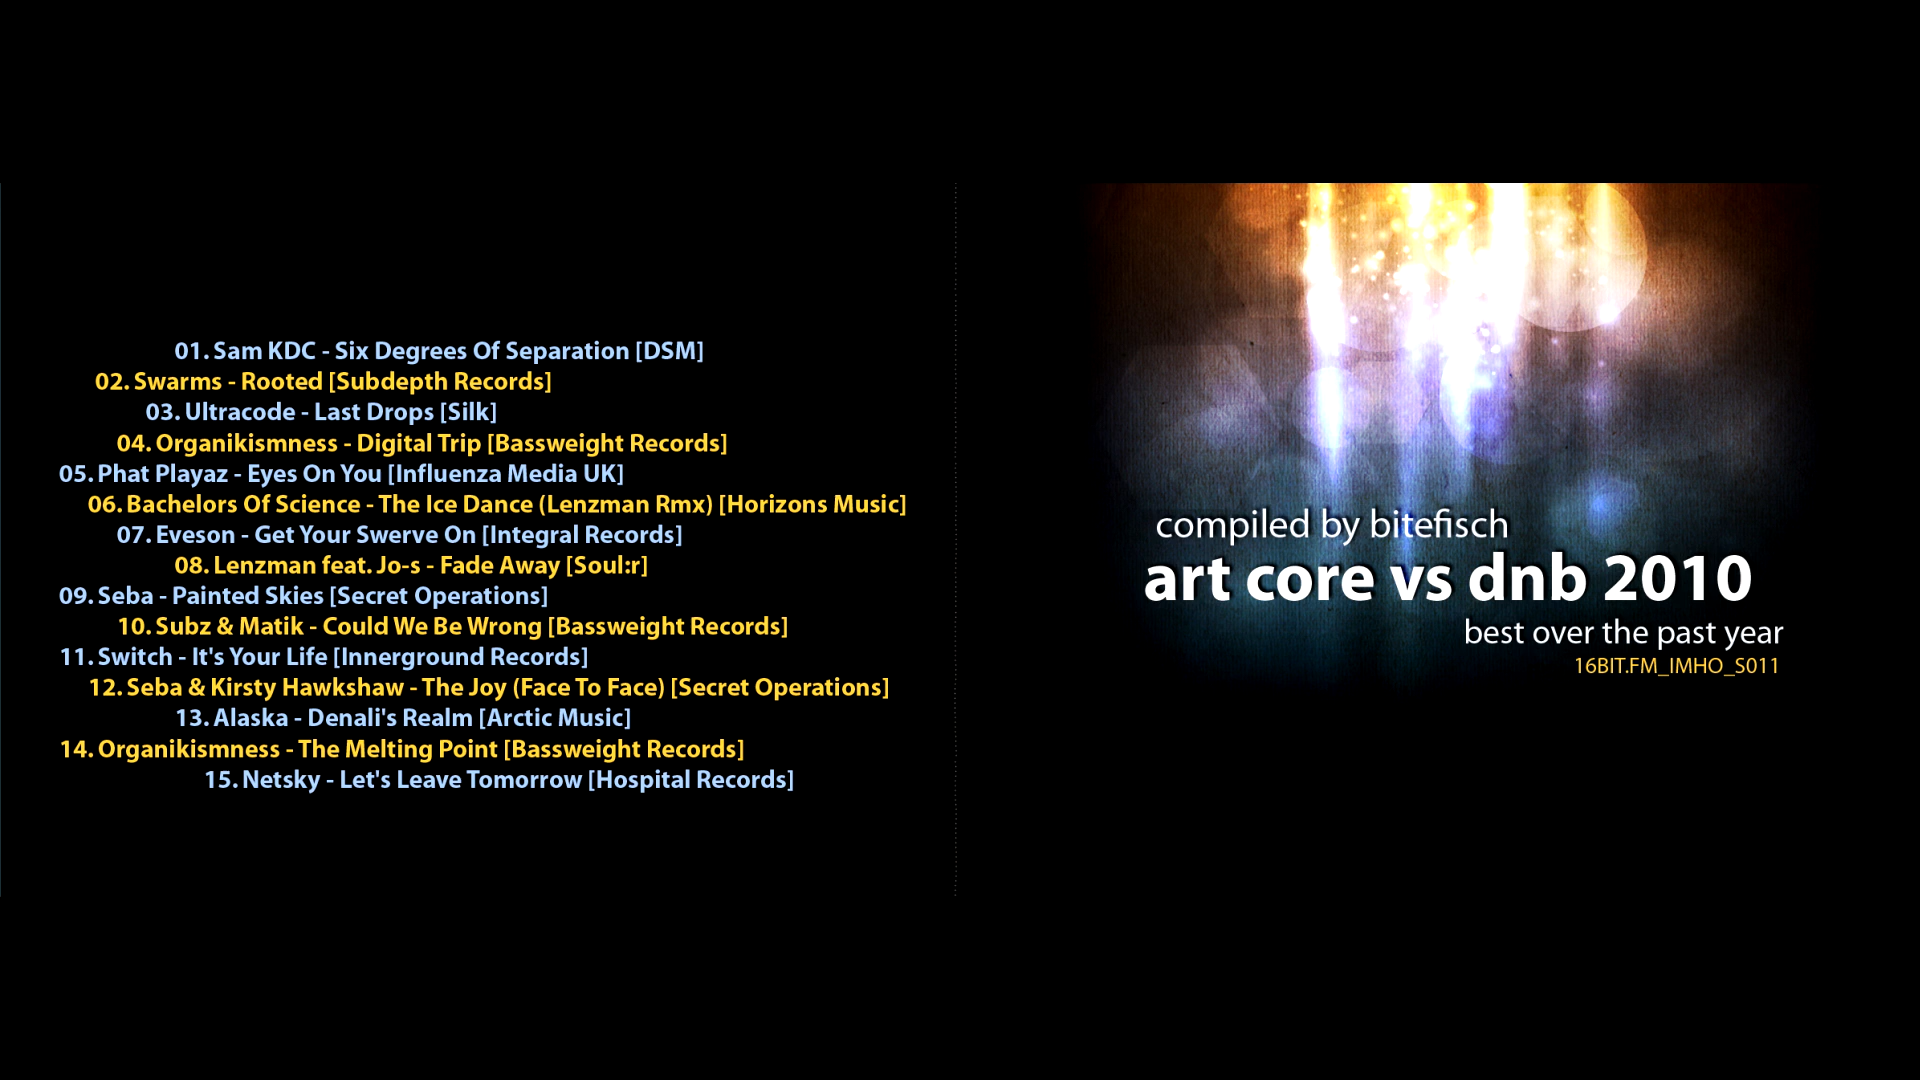 01. Sam KDC - Six Degrees Of Separation [DSM]
02. Swarms - Rooted [Subdepth Records]
03. Ultracode - Last Drops [Silk]
04. Organikismness - Digital Trip [Bassweight Records]
05. Phat Playaz - Eyes On You [Influenza Media UK]
06. Bachelors Of Science - The Ice Dance (Lenzman Rmx) [Horizons Music]
07. Eveson - Get Your Swerve On [Integral Records]
08. Lenzman feat. Jo-s - Fade Away [Soul:r]
09. Seba - Painted Skies [Secret Operations]
10. Subz & Matik - Could We Be Wrong [Bassweight Records]
11. Switch - It's Your Life [Innerground Records]
12. Seba & Kirsty Hawkshaw - The Joy (Face To Face) [Secret Operations]
13. Alaska - Denali's Realm [Arctic Music]
14. Organikismness - The Melting Point [Bassweight Records]
15. Netsky - Let's Leave Tomorrow [Hospital Records]
compiled by bitefisch
art core vs dnb 2010
best over the past year
16BIT.FM_IMHO_S011